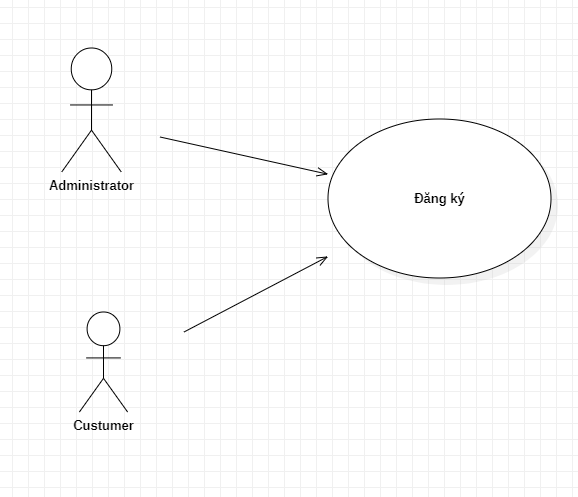 Administrator
Đăng ký
Custumer